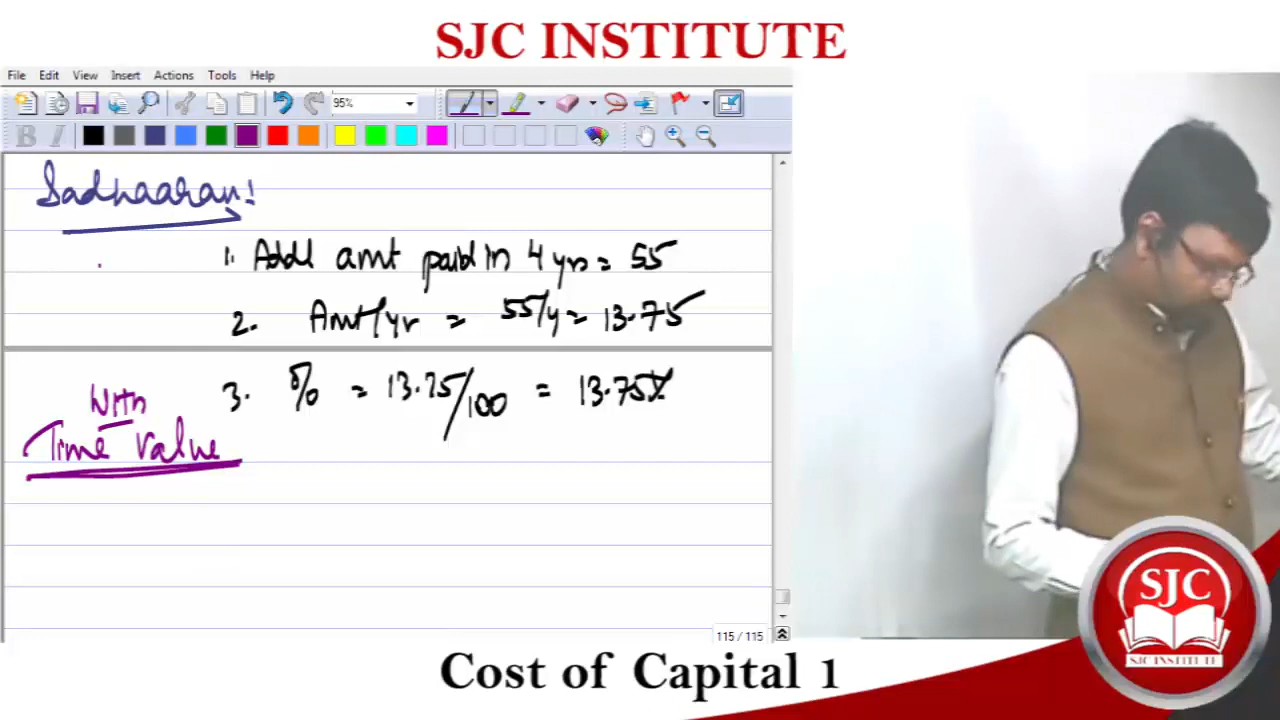 SJC INSTITUTE
File Edit View Insert Actions Tools Help
95%
B I
Sadhaaran!
1. Addl amt paid in 4 yrs = 55
2. Amt/yr = 55/4 = 13.75
3. % = 13.75/100 = 13.75%
With
Time Value
115 / 115
SJC
SJC INSTITUTE
Cost of Capital 1